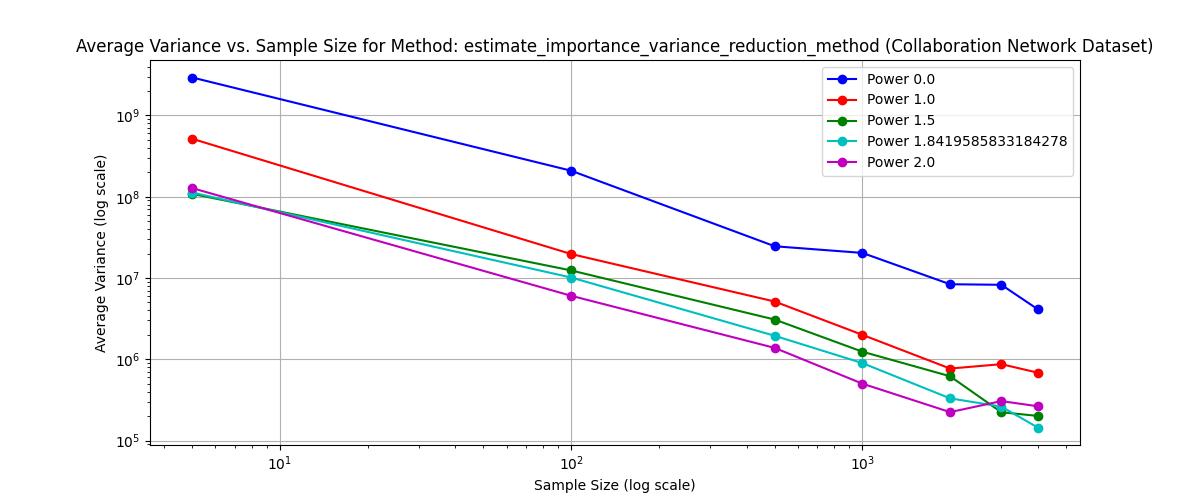 Average Variance vs. Sample Size for Method: estimate_importance_variance_reduction_method (Collaboration Network Dataset)
Power 0.0
Power 1.0
Power 1.5
Power 1.8419585833184278
Power 2.0
Average Variance (log scale)
10⁹
10⁸
10⁷
10⁶
10⁵
10¹ 10² 10³
Sample Size (log scale)